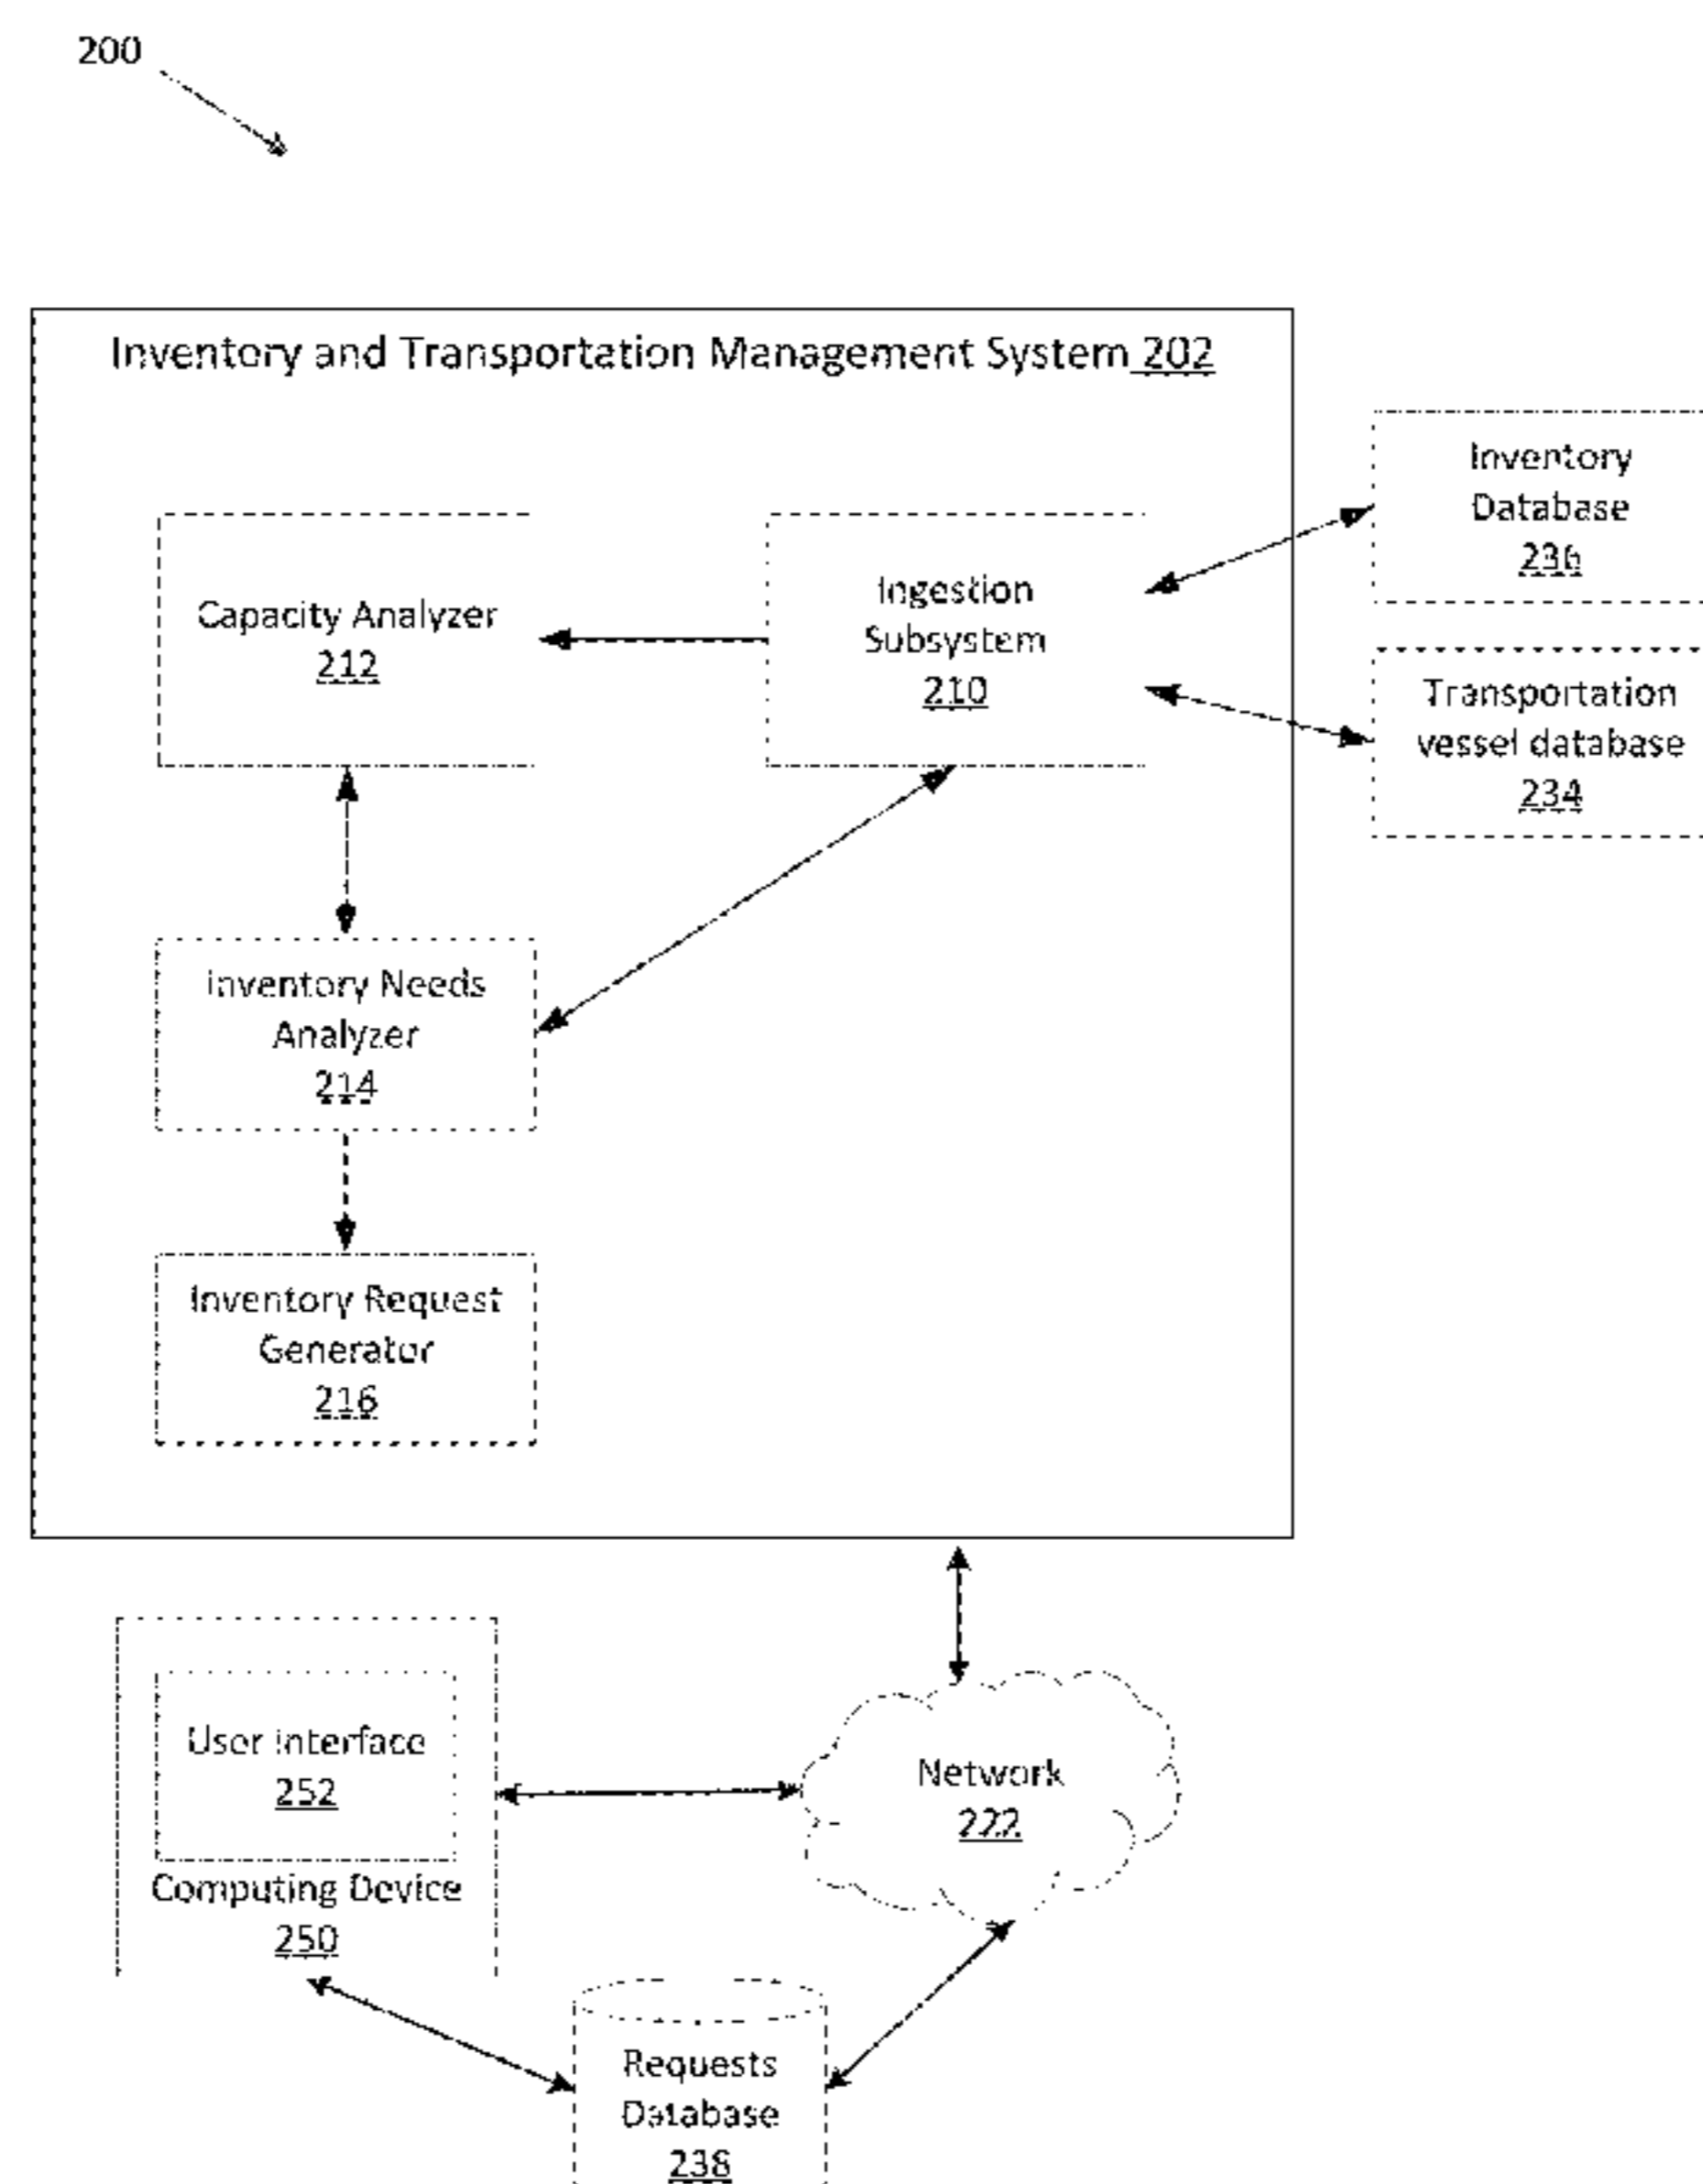 200
Inventory and Transportation Management System 202
Inventory
Database
236
Ingestion
Subsystem
210
Capacity Analyzer
212
Transportation
vessel database
234
Inventory Needs
Analyzer
214
Inventory Request
Generator
216
User Interface
252
Computing Device
250
Network
222
Requests
Database
238